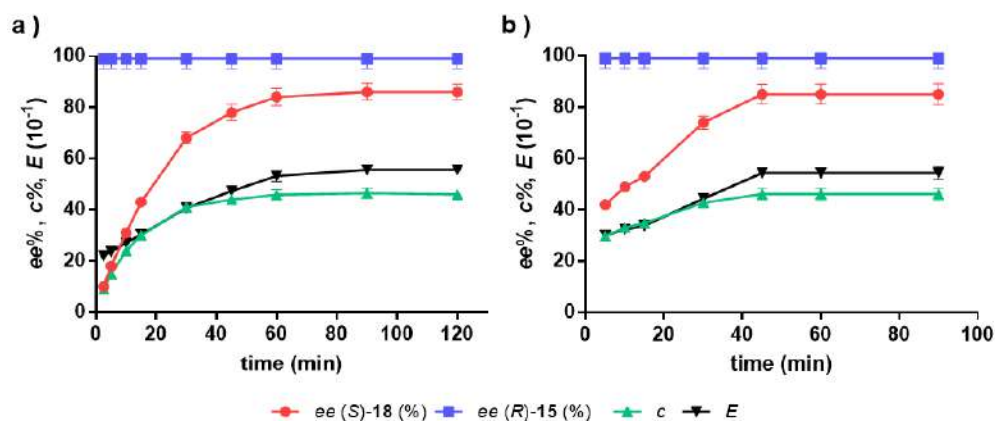 a )
b )
100
80
60
40
20
0
0 20 40 60 80 100 120
ee%, c%, E (10⁻¹)
time (min)
100
80
60
40
20
0
0 20 40 60 80 100
ee%, c%, E (10⁻¹)
time (min)
ee (S)-18 (%) ee (R)-15 (%) c E